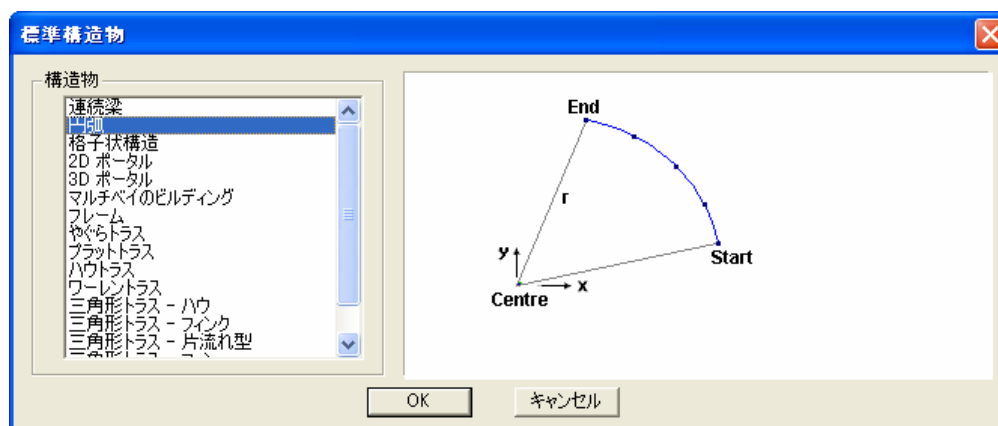 標準構造物
構造物
連続梁
円弧
格子状構造
2D ポータル
3D ポータル
マルチベイのビルディング
フレーム
やぐらトラス
プラットトラス
ハウトラス
ワーレントラス
三角形トラス - ハウ
三角形トラス - フィンク
三角形トラス - 片流れ型
End
r
y
Start
x
Centre
OK
キャンセル